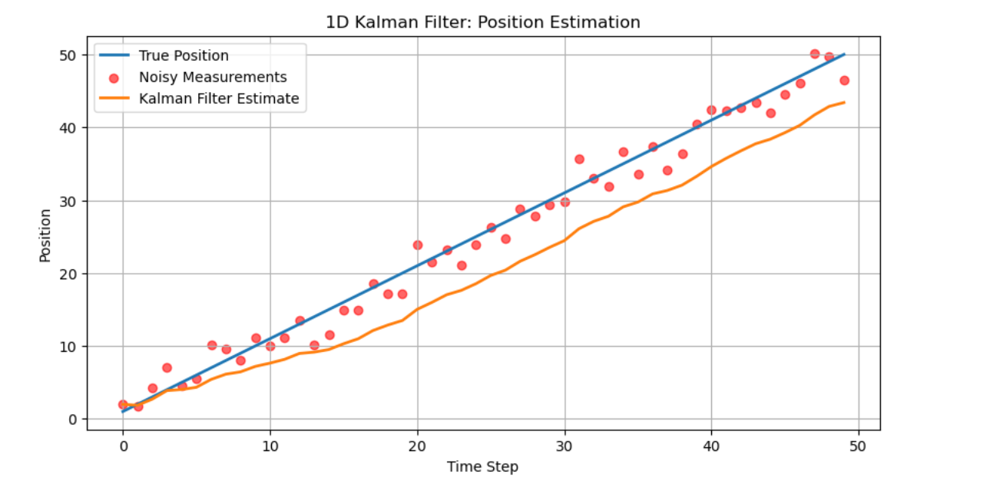 1D Kalman Filter: Position Estimation
True Position
Noisy Measurements
Kalman Filter Estimate
50
40
30
20
10
0
Position
0 10 20 30 40 50
Time Step